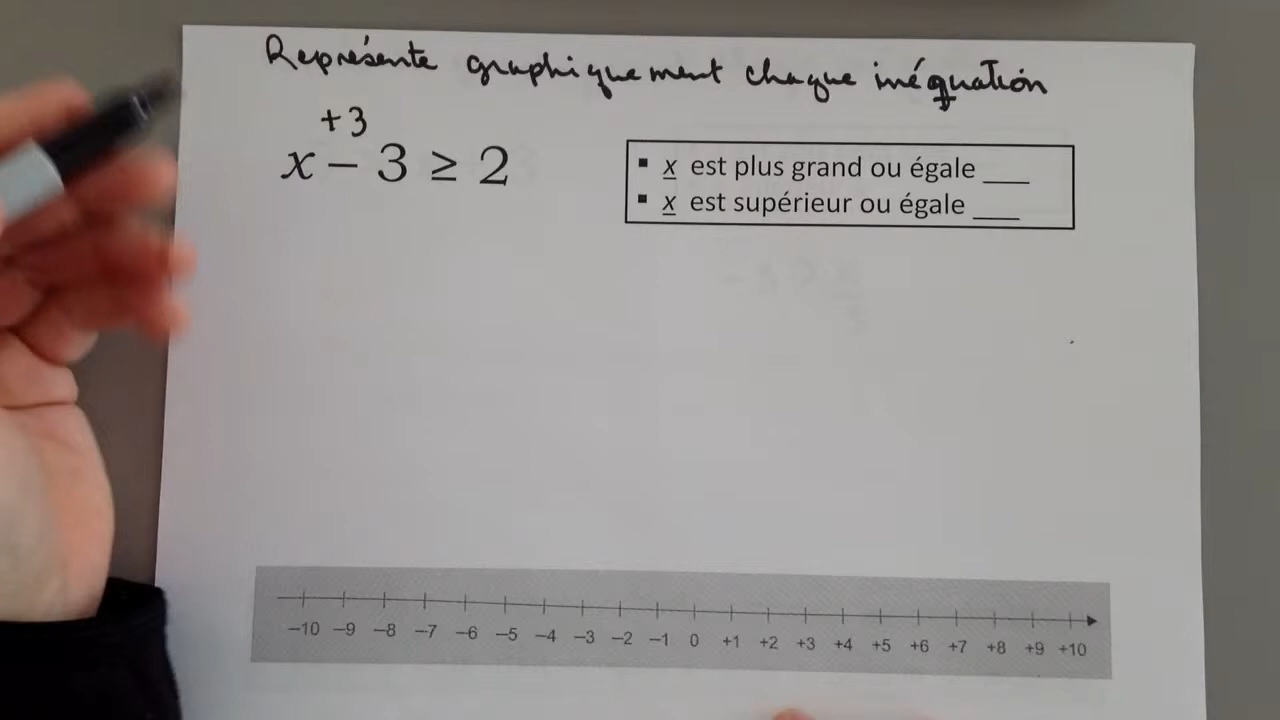 Représente graphiquement chaque inéquation
+3
x − 3 ≥ 2
▪ x est plus grand ou égale ___
▪ x est supérieur ou égale ___
−10 −9 −8 −7 −6 −5 −4 −3 −2 −1 0 +1 +2 +3 +4 +5 +6 +7 +8 +9 +10